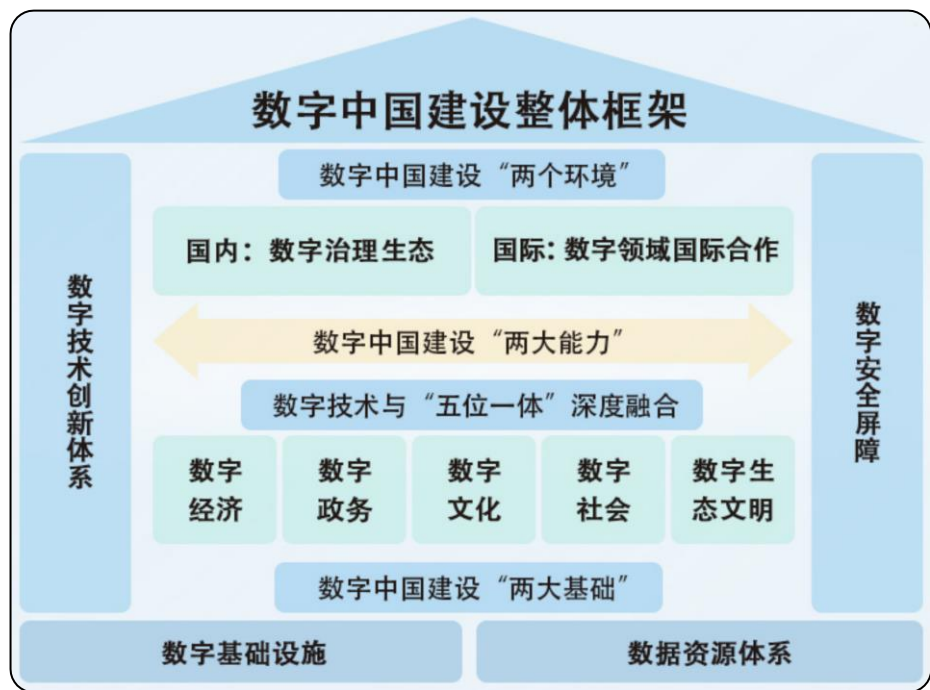 数字中国建设整体框架
数字中国建设“两个环境”
国内：数字治理生态
国际：数字领域国际合作
数字技术创新体系
数字中国建设“两大能力”
数字安全屏障
数字技术与“五位一体”深度融合
数字
经济
数字
政务
数字
文化
数字
社会
数字生
态文明
数字中国建设“两大基础”
数字基础设施
数据资源体系